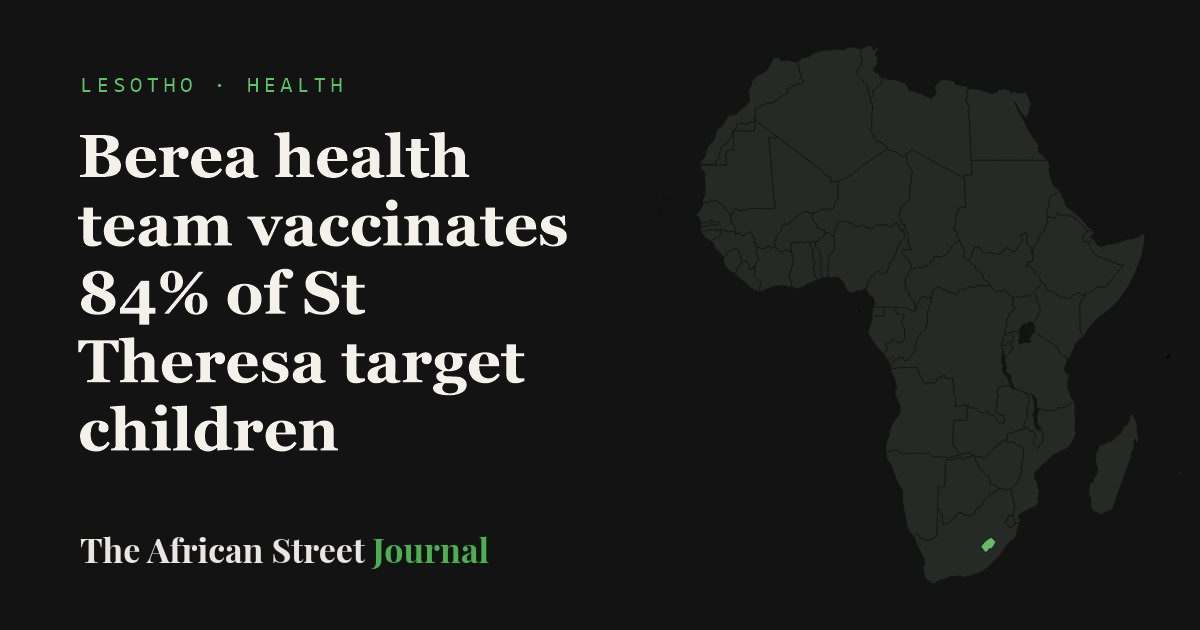 LESOTHO · HEALTH
Berea health
team vaccinates
84% of St
Theresa target
children
The African Street Journal